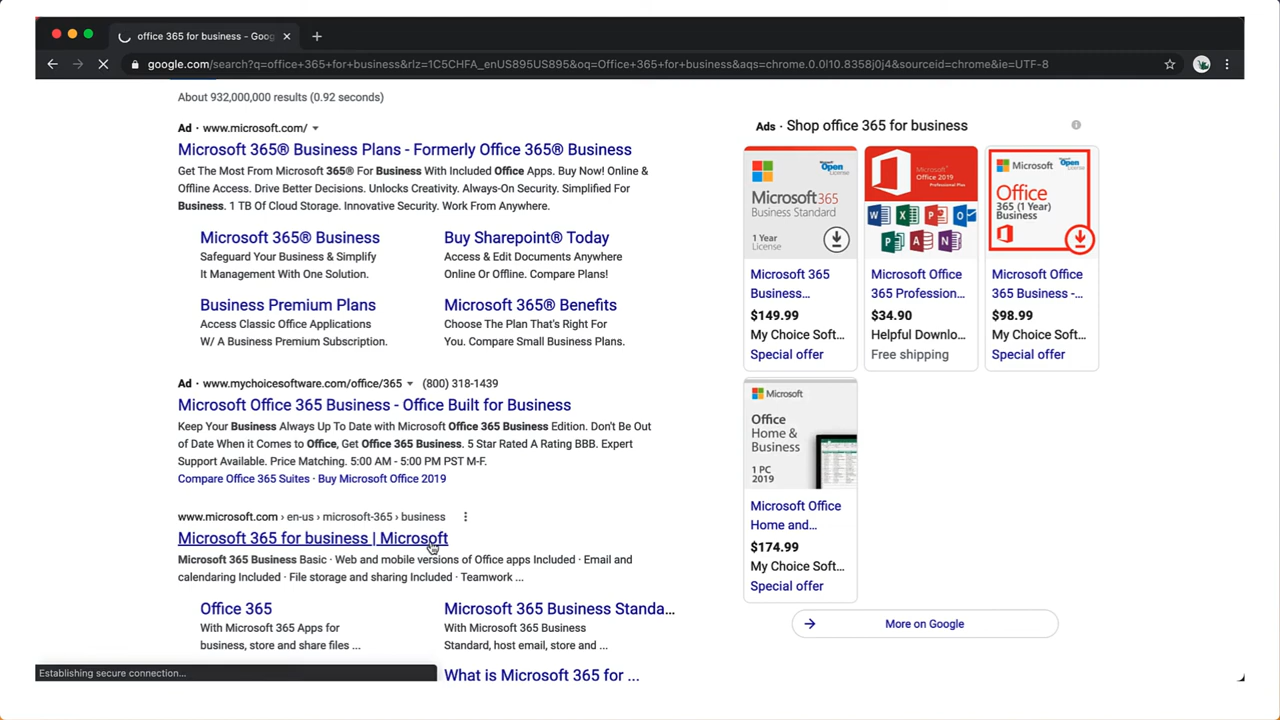 office 365 for business - Goog
google.com/search?q=office+365+for+business&rlz=1C5CHFA_enUS895US895&oq=Office+365+for+business&aqs=chrome.0.0l10.8358j0j4&sourceid=chrome&ie=UTF-8
About 932,000,000 results (0.92 seconds)
Ad · www.microsoft.com/
Microsoft 365® Business Plans - Formerly Office 365® Business
Get The Most From Microsoft 365® For Business With Included Office Apps. Buy Now! Online &
Offline Access. Drive Better Decisions. Unlocks Creativity. Always-On Security. Simplified For
Business. 1 TB Of Cloud Storage. Innovative Security. Work From Anywhere.
Microsoft 365® Business
Safeguard Your Business & Simplify
It Management With One Solution.
Buy Sharepoint® Today
Access & Edit Documents Anywhere
Online Or Offline. Compare Plans!
Business Premium Plans
Access Classic Office Applications
W/ A Business Premium Subscription.
Microsoft 365® Benefits
Choose The Plan That's Right For
You. Compare Small Business Plans.
Ad · www.mychoicesoftware.com/office/365 (800) 318-1439
Microsoft Office 365 Business - Office Built for Business
Keep Your Business Always Up To Date with Microsoft Office 365 Business Edition. Don't Be Out
of Date When it Comes to Office, Get Office 365 Business. 5 Star Rated A Rating BBB. Expert
Support Available. Price Matching. 5:00 AM - 5:00 PM PST M-F.
Compare Office 365 Suites · Buy Microsoft Office 2019
www.microsoft.com › en-us › microsoft-365 › business
Microsoft 365 for business | Microsoft
Microsoft 365 Business Basic · Web and mobile versions of Office apps Included · Email and
calendaring Included · File storage and sharing Included · Teamwork ...
Office 365
With Microsoft 365 Apps for
business, store and share files ...
Microsoft 365 Business Standa...
With Microsoft 365 Business
Standard, host email, store and ...
What is Microsoft 365 for ...
Establishing secure connection...
Ads · Shop office 365 for business
Microsoft
Open
License
Microsoft365
Business Standard
1 Year
License
Microsoft 365
Business...
$149.99
My Choice Soft...
Special offer
Microsoft
Office 2019
Professional Plus
Microsoft Office
365 Profession...
$34.90
Helpful Downlo...
Free shipping
Microsoft
Open
License
Office
365 (1 Year)
Business
Microsoft Office
365 Business -...
$98.99
My Choice Soft...
Special offer
Microsoft
Office
Home &
Business
1 PC
2019
Microsoft Office
Home and...
$174.99
My Choice Soft...
Special offer
More on Google